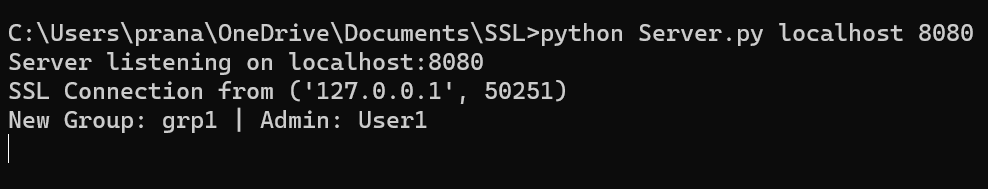 C:\Users\prana\OneDrive\Documents\SSL>python Server.py localhost 8080
Server listening on localhost:8080
SSL Connection from ('127.0.0.1', 50251)
New Group: grp1 | Admin: User1